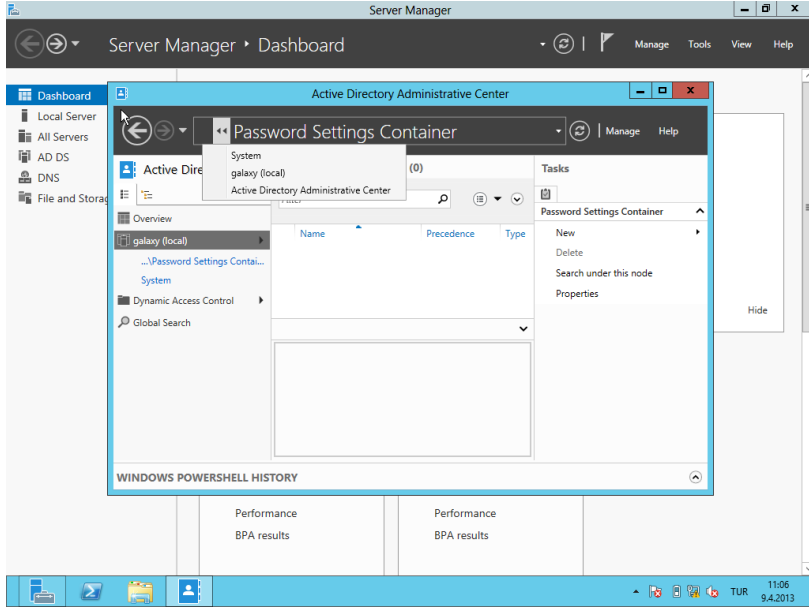 Server Manager
Server Manager • Dashboard
Manage Tools View Help
Dashboard
Local Server
All Servers
AD DS
DNS
File and Storag
Active Directory Administrative Center
Password Settings Container
Manage Help
System
galaxy (local)
Active Directory Administrative Center
Active Dire
(0)
Filter
Overview
galaxy (local)
...\Password Settings Contai...
System
Dynamic Access Control
Global Search
Name Precedence Type
Tasks
Password Settings Container
New
Delete
Search under this node
Properties
Hide
WINDOWS POWERSHELL HISTORY
Performance Performance
BPA results BPA results
TUR
11:06
9.4.2013